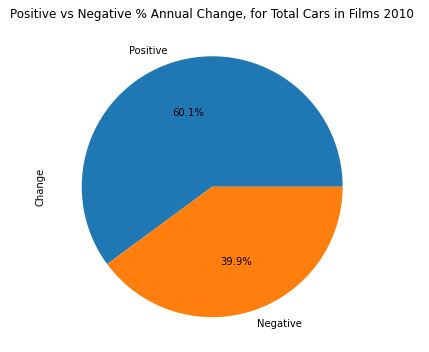 Positive vs Negative % Annual Change, for Total Cars in Films 2010
Positive
60.1%
Change
39.9%
Negative